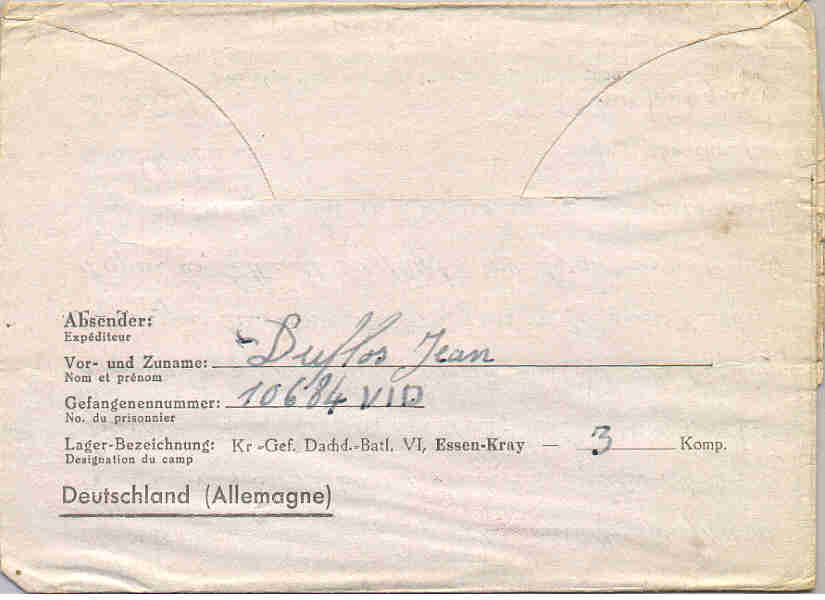 Absender:
Expéditeur
Vor- und Zuname: Duflos Jean
Nom et prénom
Gefangenennummer: 10684 VI D
No. du prisonnier
Lager-Bezeichnung: Kr.-Gef. Dachd.-Batl. VI, Essen-Kray — 3 Komp.
Designation du camp
Deutschland (Allemagne)